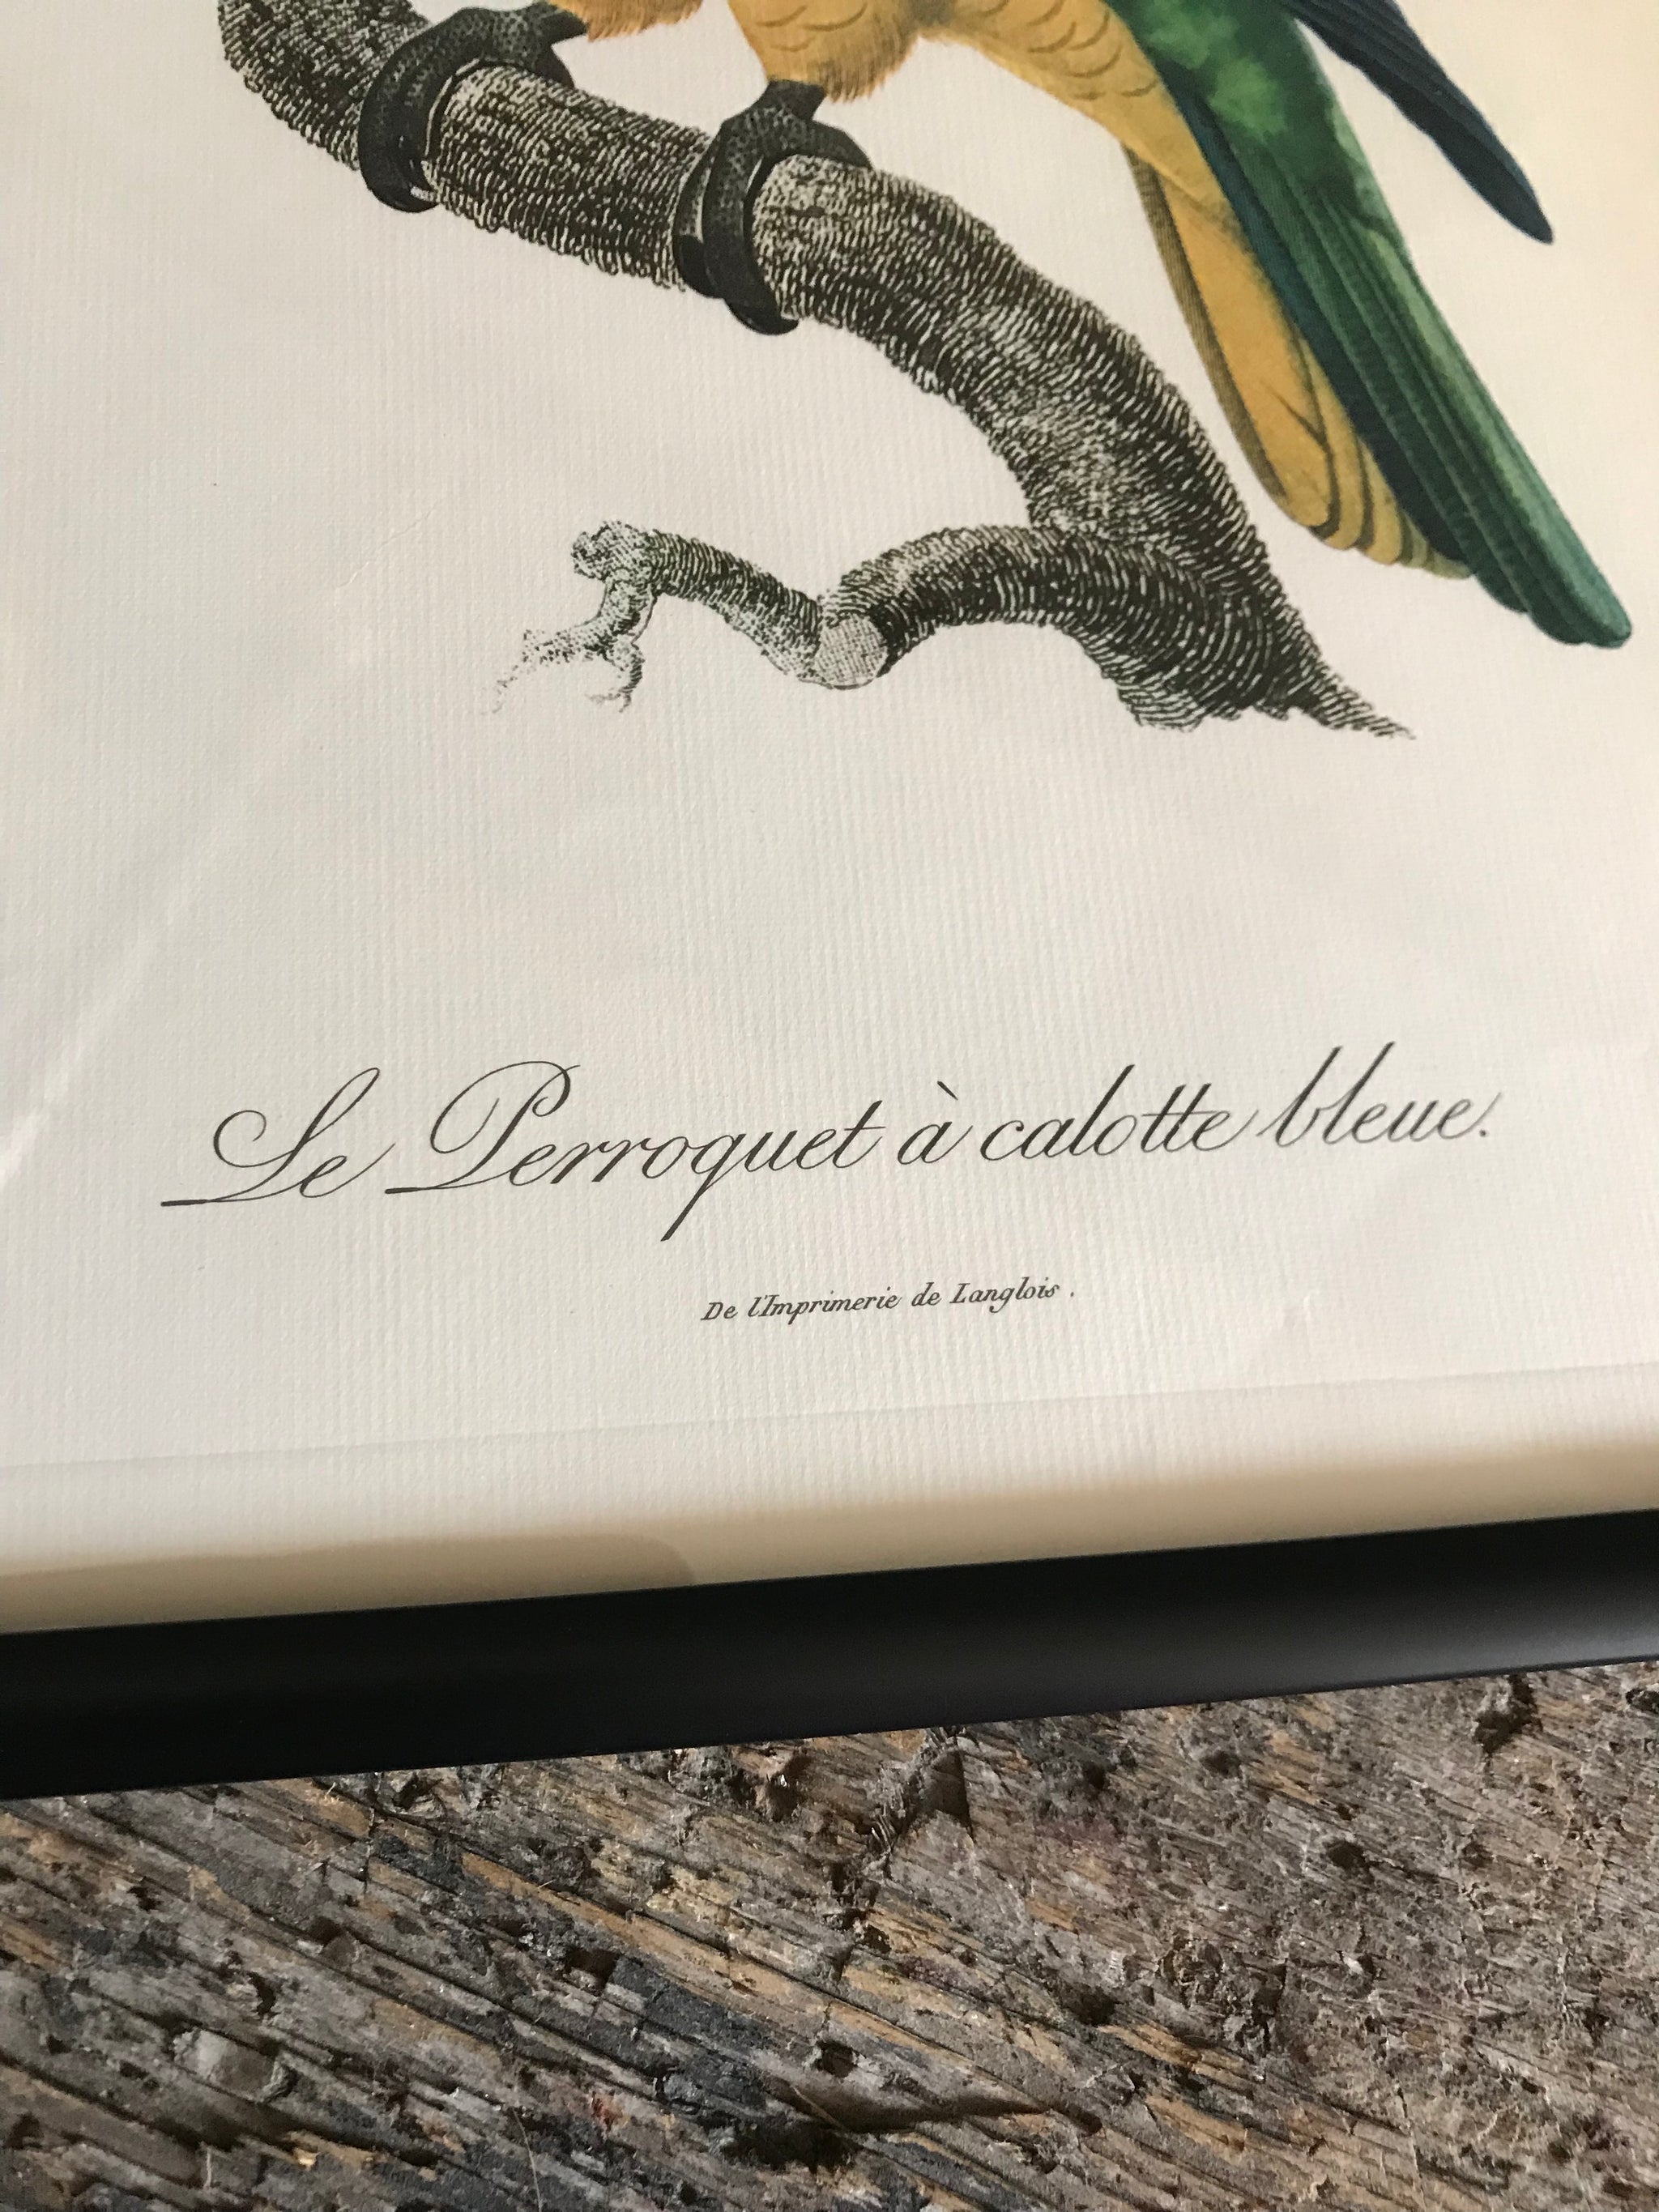 Le Perroquet à calotte bleue.
De l'Imprimerie de Langlois.